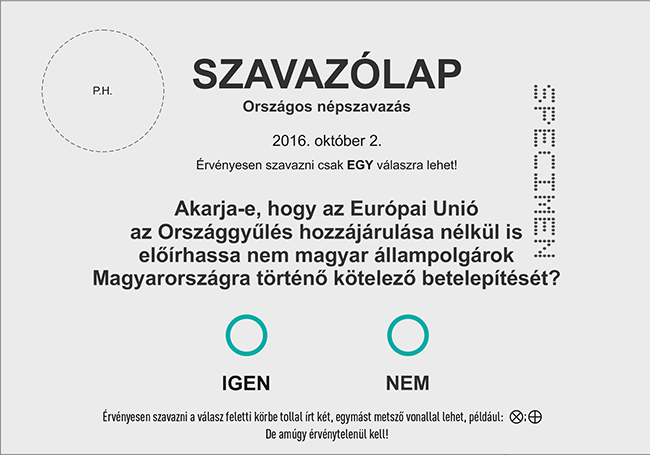 P.H.
SZAVAZÓLAP
Országos népszavazás
2016. október 2.
Érvényesen szavazni csak EGY válaszra lehet!
SPECIMEN
Akarja-e, hogy az Európai Unió
az Országgyűlés hozzájárulása nélkül is
előírhassa nem magyar állampolgárok
Magyarországra történő kötelező betelepítését?
IGEN
NEM
Érvényesen szavazni a válasz feletti körbe tollal írt két, egymást metsző vonallal lehet, például: ⊗;⊕
De amúgy érvénytelenül kell!